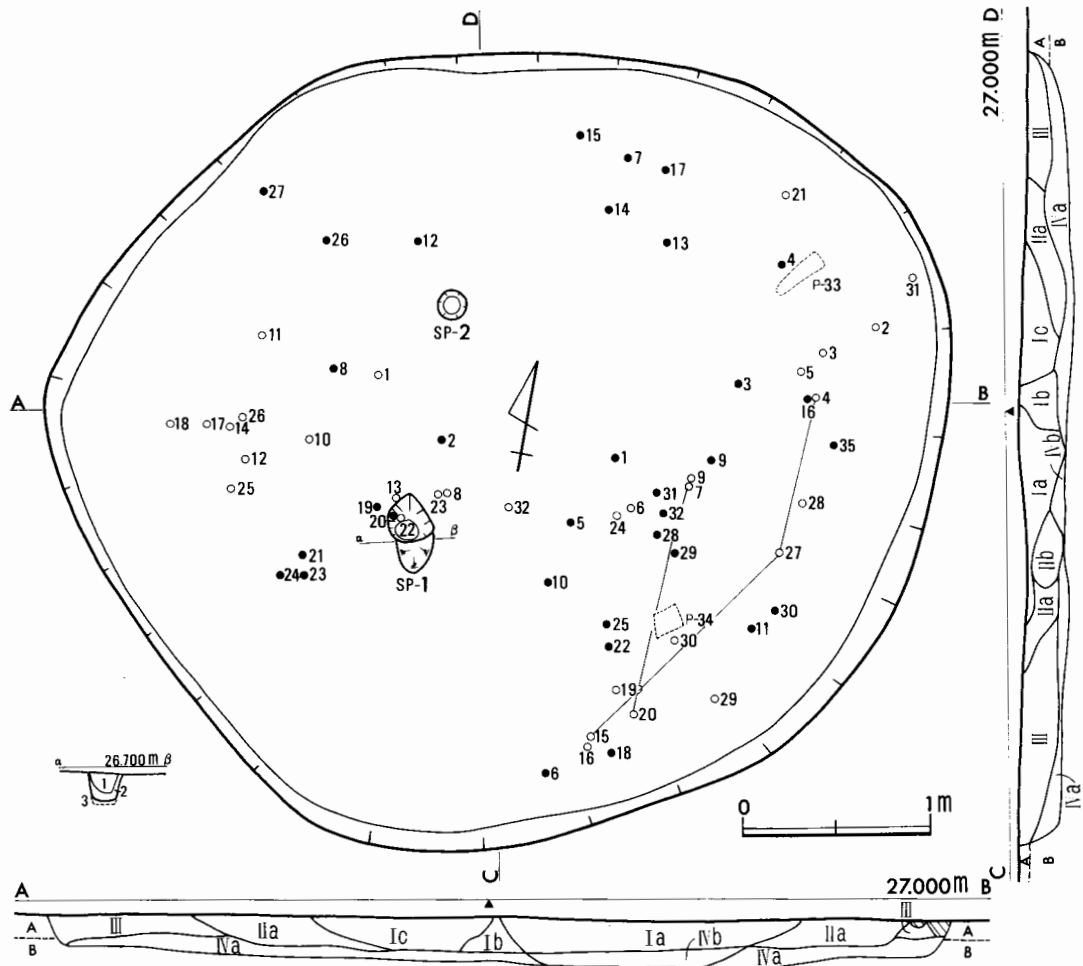 D
27.000m D
15
7
17
27
21
14
26
12
13
4
P-33
31
SP-2
2
11
3
8
1
5
3
A
B
4
16
18
17
26
14
10
2
35
12
1
9
25
13
23
8
9
7
31
19
20
22
32
6
24
32
28
5
28
α
β
29
27
21
24
23
SP-1
10
P-34
30
25
11
22
30
19
29
20
15
16
18
6
α
26.700m β
1
2
3
0
1m
C
A
27.000m B
A
B
III
IIa
IVa
Ic
Ib
Ia
IVb
IIa
IVa
III
A
B
A
B
III
IVa
IIa
Ic
Ib
IVb
Ia
IIb
IIa
III
IVa
A
B
C